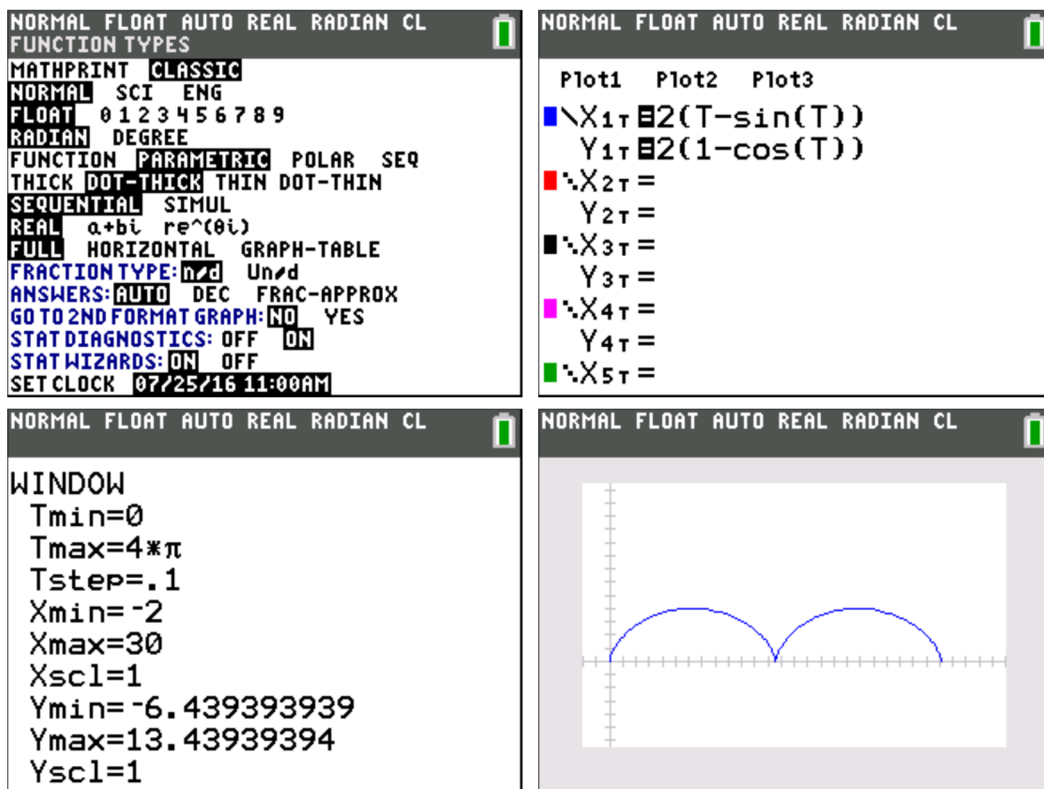 NORMAL FLOAT AUTO REAL RADIAN CL
FUNCTION TYPES
MATHPRINT CLASSIC
NORMAL SCI ENG
FLOAT 0 1 2 3 4 5 6 7 8 9
RADIAN DEGREE
FUNCTION PARAMETRIC POLAR SEQ
THICK DOT-THICK THIN DOT-THIN
SEQUENTIAL SIMUL
REAL a+bi re^(θi)
FULL HORIZONTAL GRAPH-TABLE
FRACTION TYPE: n/d Un/d
ANSWERS: AUTO DEC FRAC-APPROX
GO TO 2ND FORMAT GRAPH: NO YES
STAT DIAGNOSTICS: OFF ON
STAT WIZARDS: ON OFF
SET CLOCK 07/25/16 11:00AM
NORMAL FLOAT AUTO REAL RADIAN CL
Plot1 Plot2 Plot3
\X1T=2(T-sin(T))
Y1T=2(1-cos(T))
X2T=
Y2T=
X3T=
Y3T=
X4T=
Y4T=
X5T=
NORMAL FLOAT AUTO REAL RADIAN CL
WINDOW
Tmin=0
Tmax=4*π
Tstep=.1
Xmin=-2
Xmax=30
Xscl=1
Ymin=-6.439393939
Ymax=13.43939394
Yscl=1
NORMAL FLOAT AUTO REAL RADIAN CL